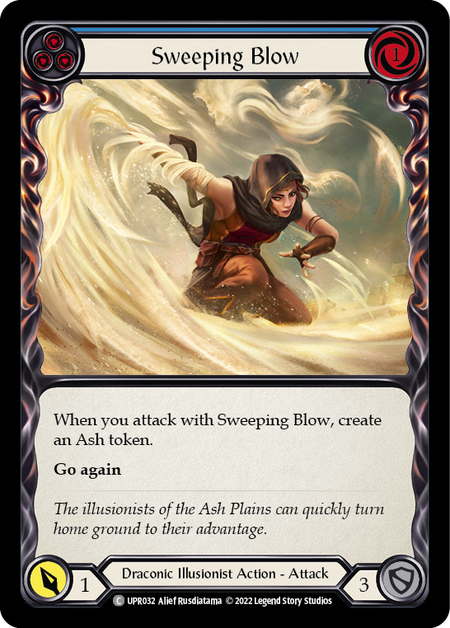 Sweeping Blow
1
When you attack with Sweeping Blow, create
an Ash token.
Go again
The illusionists of the Ash Plains can quickly turn
home ground to their advantage.
1
Draconic Illusionist Action - Attack
3
C UPR032 Alief Rusdiatama © 2022 Legend Story Studios